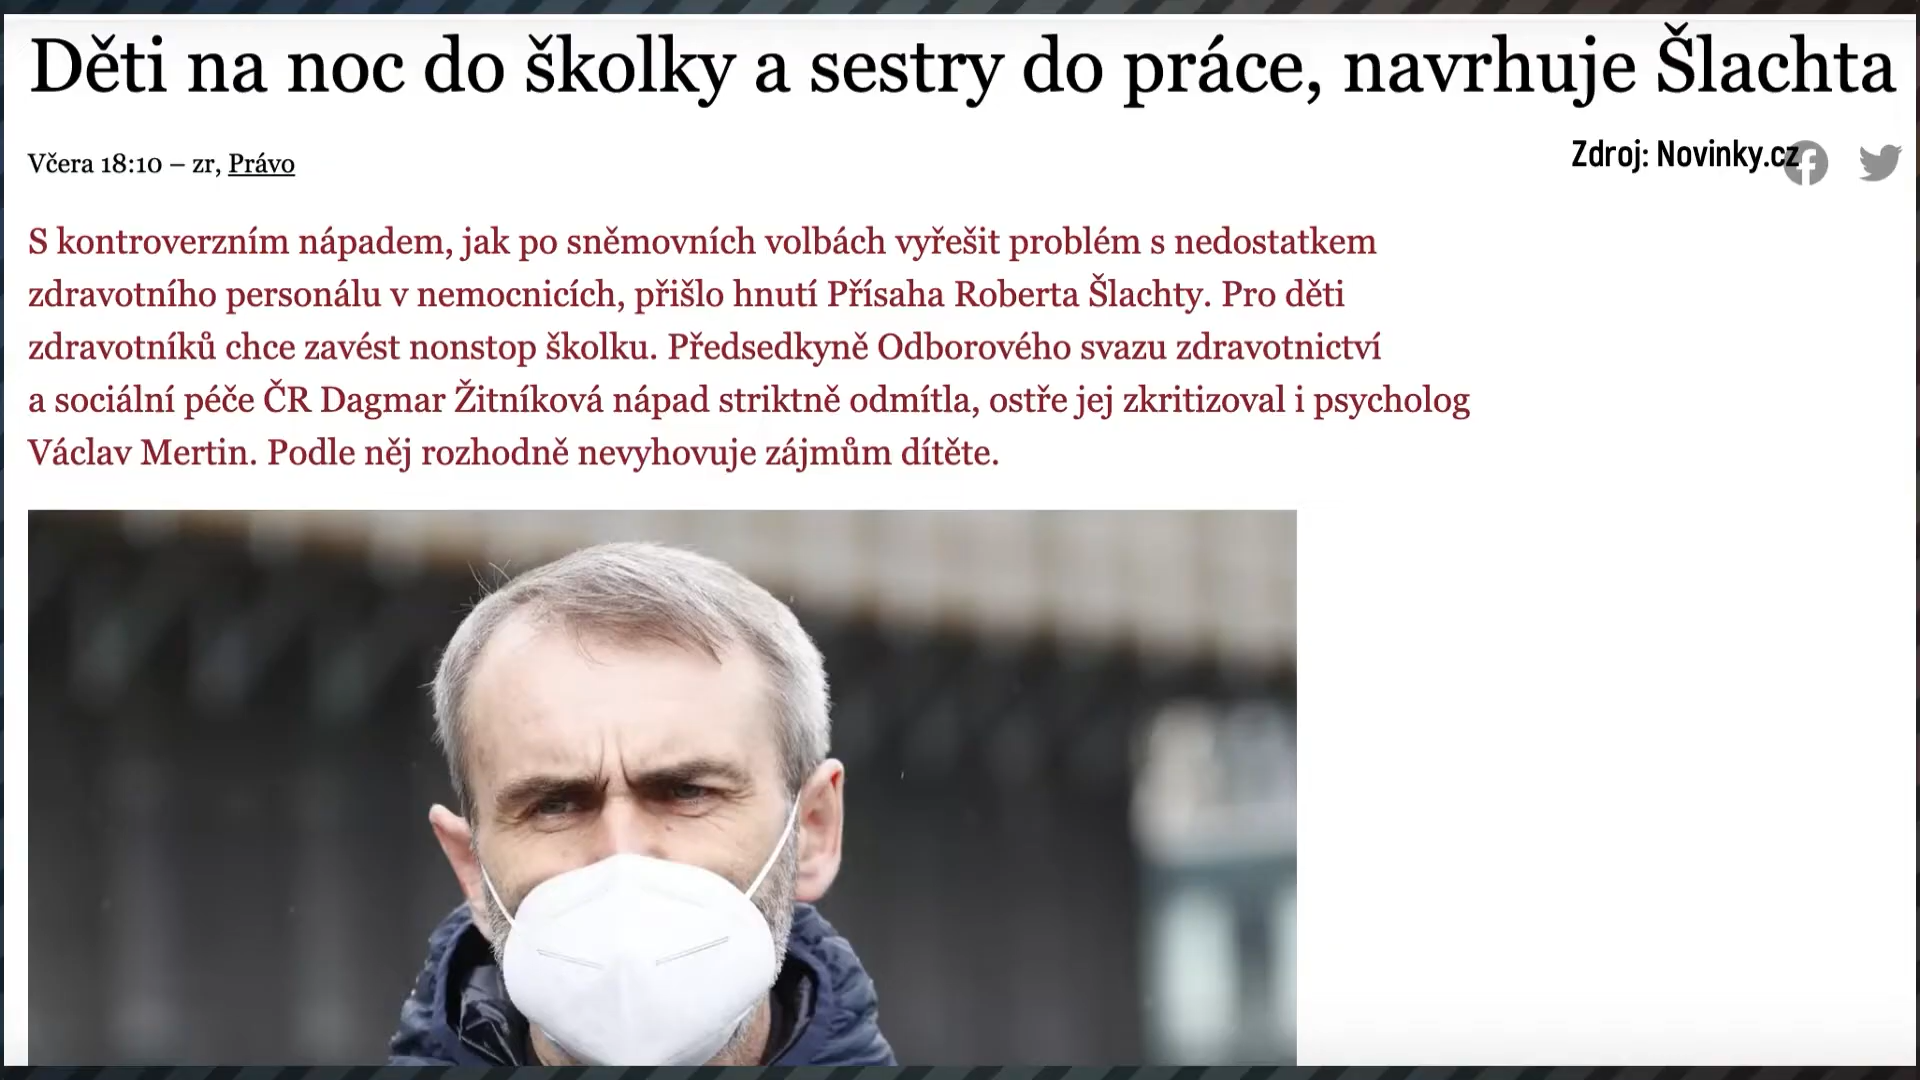 Děti na noc do školky a sestry do práce, navrhuje Šlachta
Včera 18:10 – zr, Právo
Zdroj: Novinky.cz
S kontroverzním nápadem, jak po sněmovních volbách vyřešit problém s nedostatkem
zdravotního personálu v nemocnicích, přišlo hnutí Přísaha Roberta Šlachty. Pro děti
zdravotníků chce zavést nonstop školku. Předsedkyně Odborového svazu zdravotnictví
a sociální péče ČR Dagmar Žitníková nápad striktně odmítla, ostře jej zkritizoval i psycholog
Václav Mertin. Podle něj rozhodně nevyhovuje zájmům dítěte.